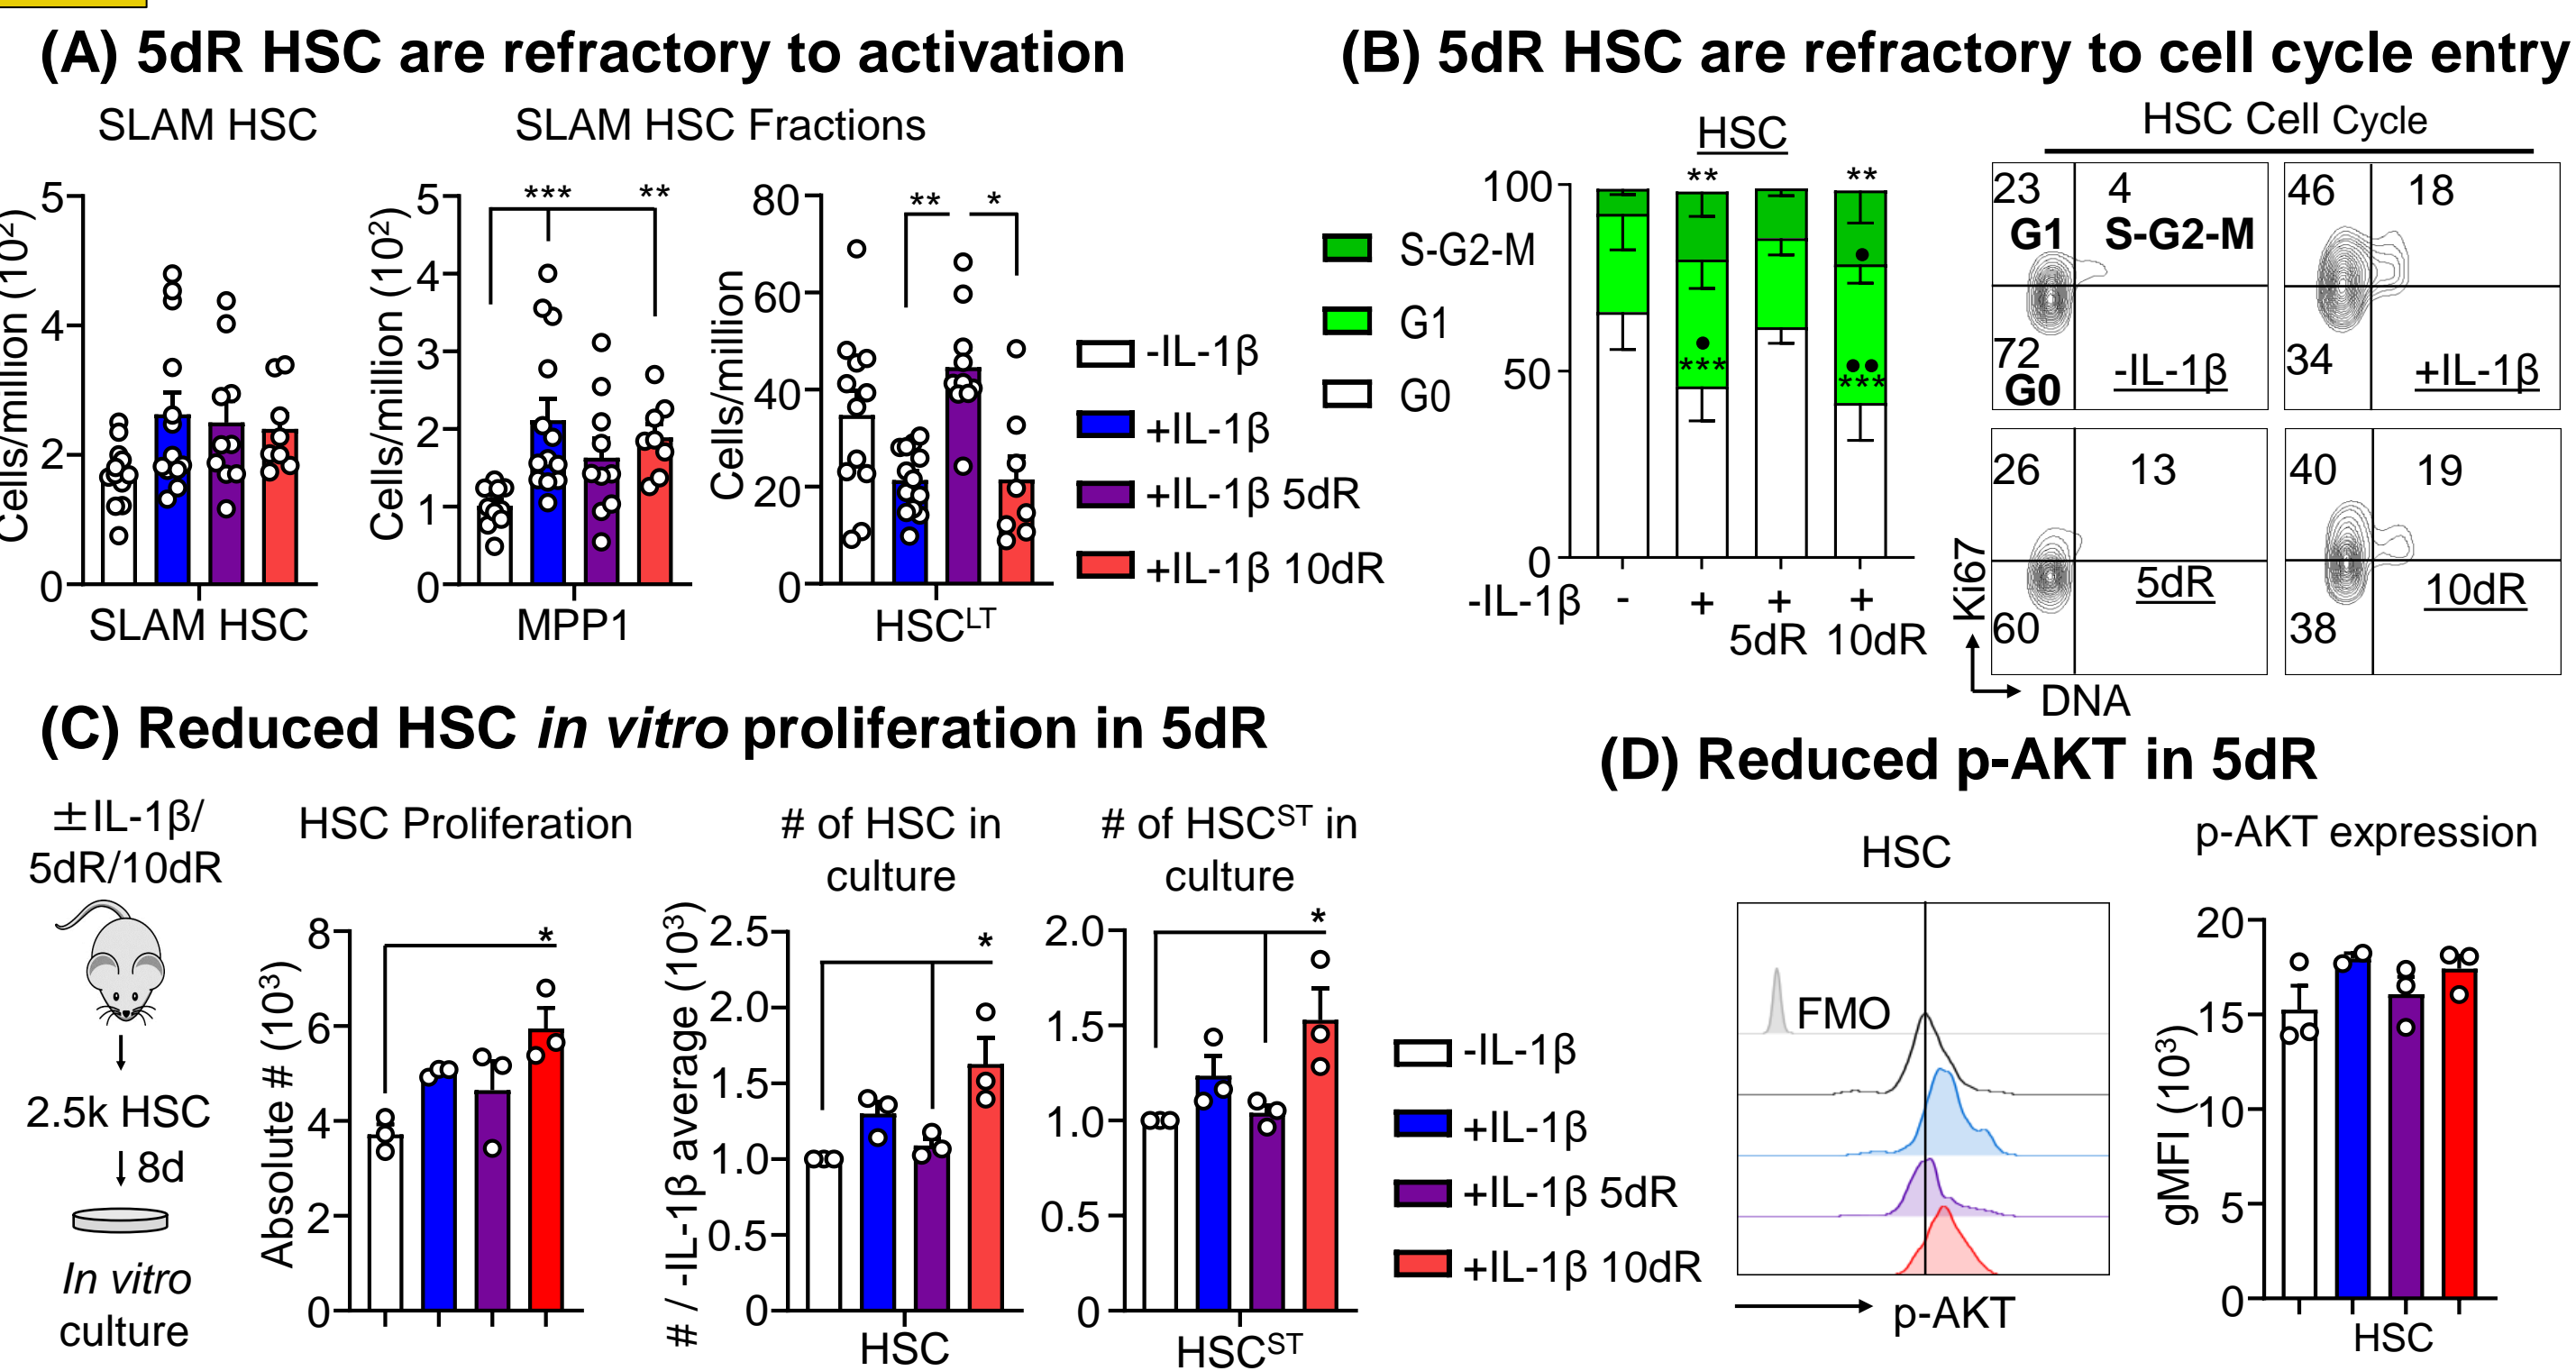 (A) 5dR HSC are refractory to activation
SLAM HSC
SLAM HSC Fractions
Cells/million (10²)
5
4
2
0
SLAM HSC
Cells/million (10²)
5
4
3
2
1
0
***
**
MPP1
Cells/million
80
60
40
20
0
**
*
HSCᴸᵀ
-IL-1β
+IL-1β
+IL-1β 5dR
+IL-1β 10dR
(B) 5dR HSC are refractory to cell cycle entry
S-G2-M
G1
G0
HSC
100
50
0
**
**
•
•
***
••
***
-IL-1β - + + +
5dR 10dR
HSC Cell Cycle
23 4
G1 S-G2-M
72
G0 -IL-1β
46 18
34 +IL-1β
26 13
5dR
60
40 19
10dR
38
Ki67
DNA
(C) Reduced HSC in vitro proliferation in 5dR
±IL-1β/
5dR/10dR
2.5k HSC
8d
In vitro
culture
HSC Proliferation
Absolute # (10³)
8
6
4
2
0
*
# of HSC in
culture
# / -IL-1β average (10³)
2.5
2.0
1.5
1.0
0.5
0
*
HSC
# of HSCˢᵀ in
culture
2.0
1.5
1.0
0.5
0
*
HSCˢᵀ
-IL-1β
+IL-1β
+IL-1β 5dR
+IL-1β 10dR
(D) Reduced p-AKT in 5dR
HSC
FMO
p-AKT
p-AKT expression
gMFI (10³)
20
15
10
5
0
HSC